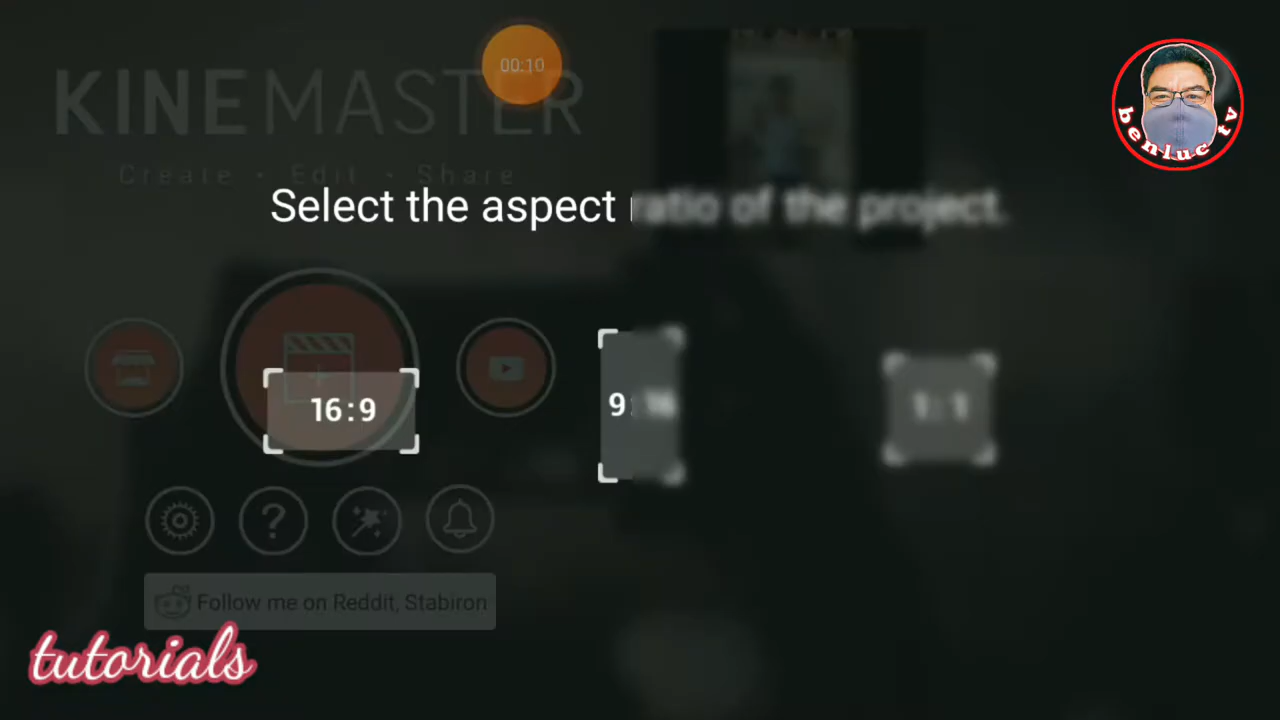 00:10
KINEMASTER
Create • Edit • Share
Select the aspect ratio of the project.
16:9
9:16
1:1
Follow me on Reddit, Stabiron
tutorials
benluc tv